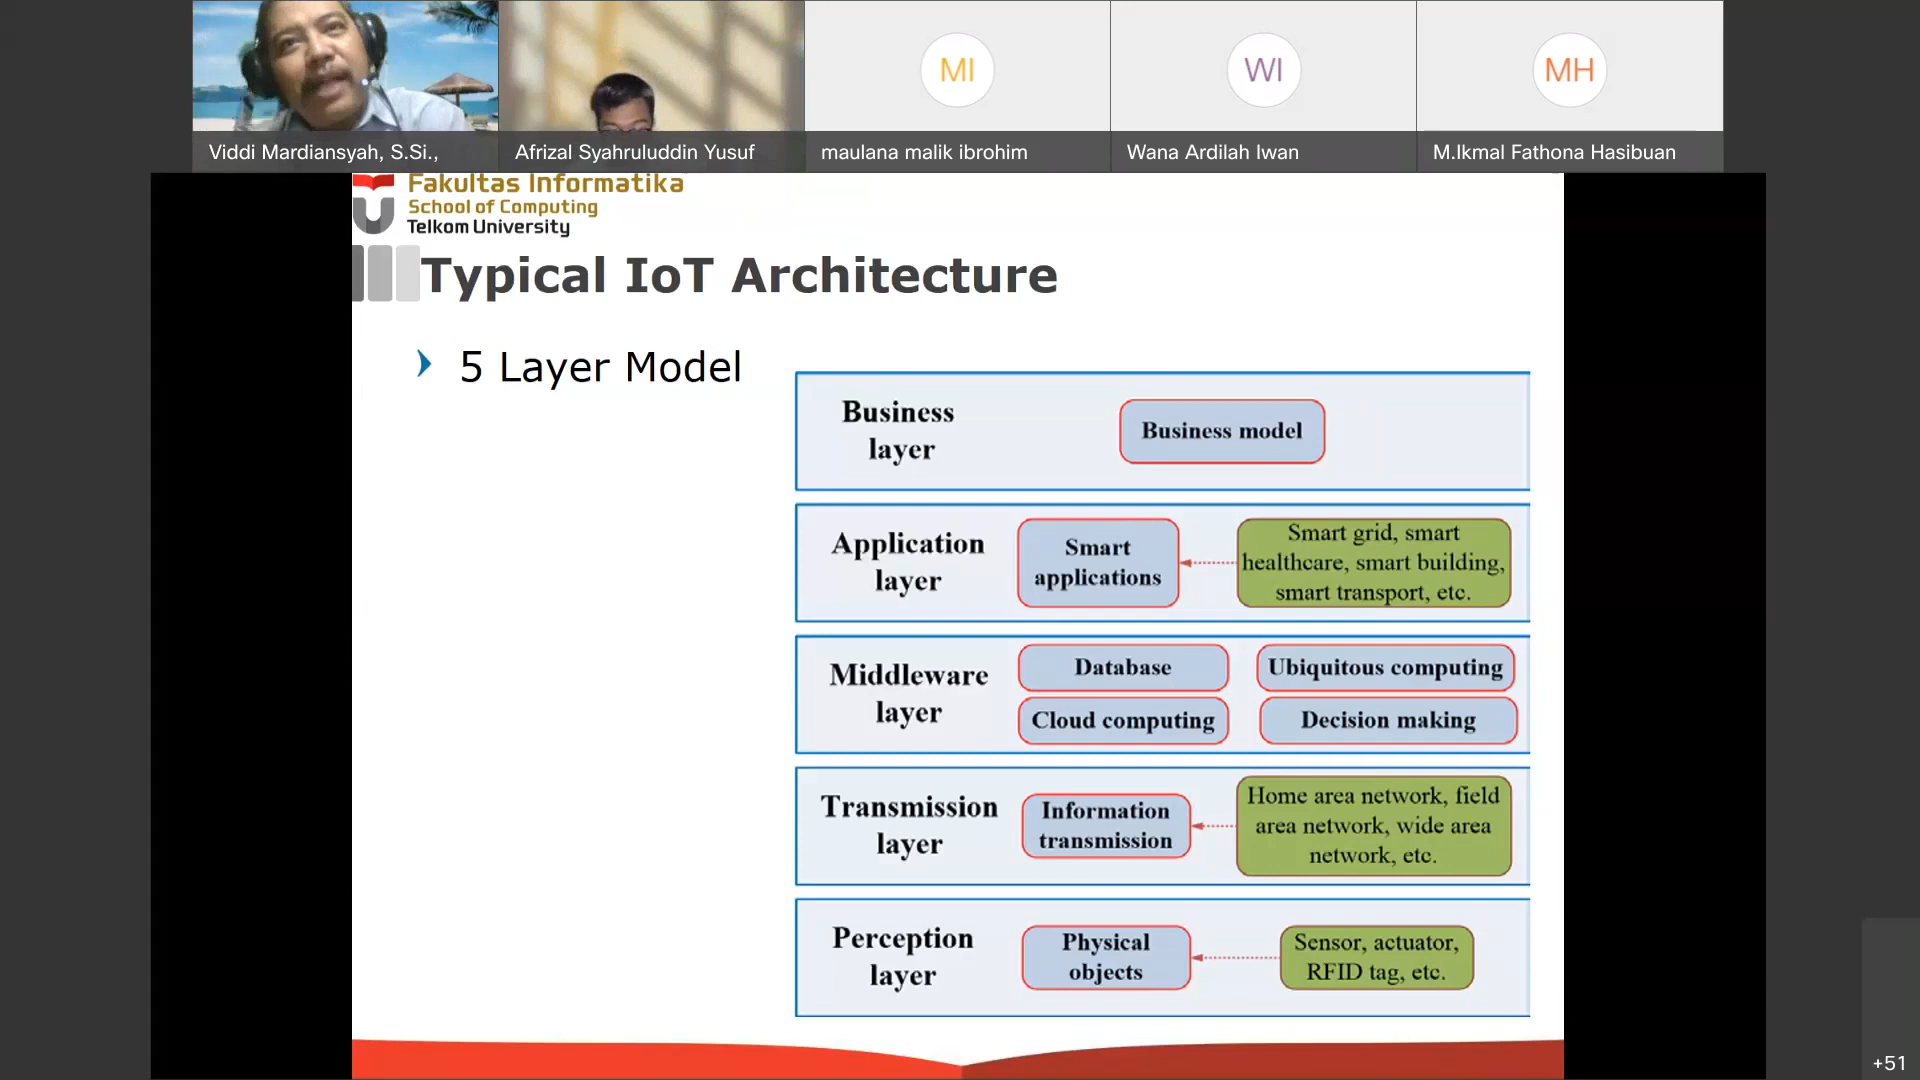 MI
WI
MH
Viddi Mardiansyah, S.Si.,
Afrizal Syahruluddin Yusuf
maulana malik ibrohim
Wana Ardilah Iwan
M.Ikmal Fathona Hasibuan
Fakultas Informatika
School of Computing
Telkom University
Typical IoT Architecture
5 Layer Model
Business
layer
Business model
Application
layer
Smart
applications
Smart grid, smart
healthcare, smart building,
smart transport, etc.
Middleware
layer
Database
Ubiquitous computing
Cloud computing
Decision making
Transmission
layer
Information
transmission
Home area network, field
area network, wide area
network, etc.
Perception
layer
Physical
objects
Sensor, actuator,
RFID tag, etc.
+51